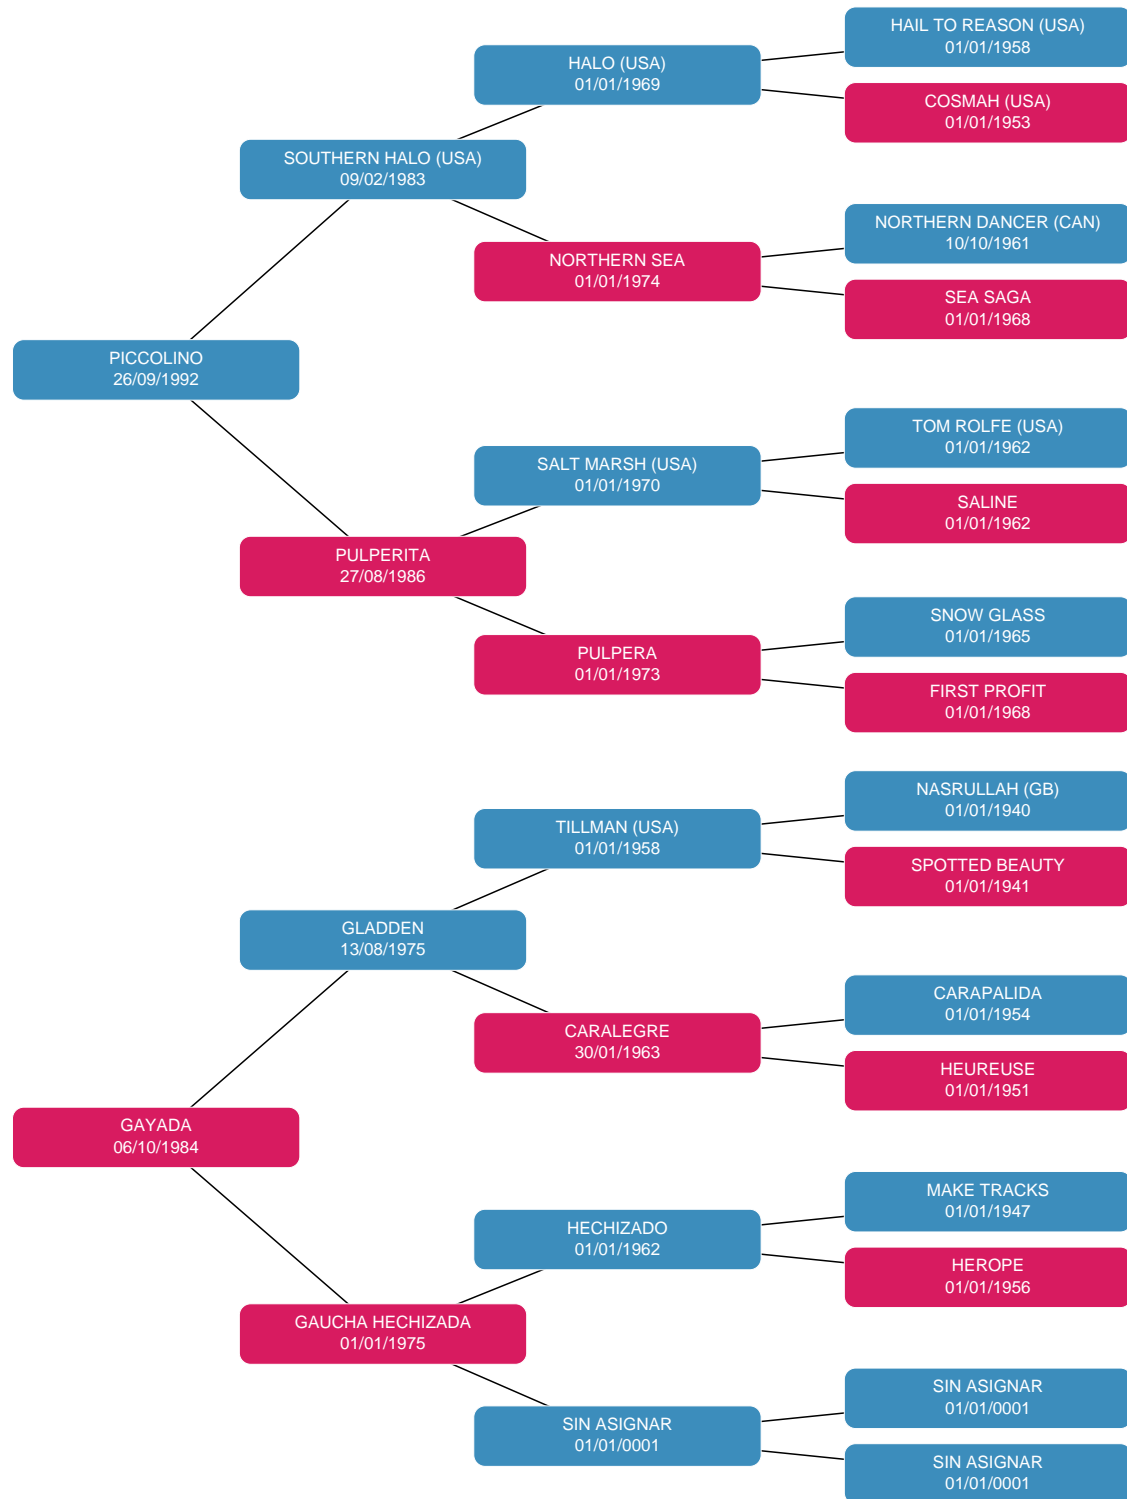 HAIL TO REASON (USA)
01/01/1958
HALO (USA)
01/01/1969
COSMAH (USA)
01/01/1953
SOUTHERN HALO (USA)
09/02/1983
NORTHERN DANCER (CAN)
10/10/1961
NORTHERN SEA
01/01/1974
SEA SAGA
01/01/1968
PICCOLINO
26/09/1992
TOM ROLFE (USA)
01/01/1962
SALT MARSH (USA)
01/01/1970
SALINE
01/01/1962
PULPERITA
27/08/1986
SNOW GLASS
01/01/1965
PULPERA
01/01/1973
FIRST PROFIT
01/01/1968
NASRULLAH (GB)
01/01/1940
TILLMAN (USA)
01/01/1958
SPOTTED BEAUTY
01/01/1941
GLADDEN
13/08/1975
CARAPALIDA
01/01/1954
CARALEGRE
30/01/1963
HEUREUSE
01/01/1951
GAYADA
06/10/1984
MAKE TRACKS
01/01/1947
HECHIZADO
01/01/1962
HEROPE
01/01/1956
GAUCHA HECHIZADA
01/01/1975
SIN ASIGNAR
01/01/0001
SIN ASIGNAR
01/01/0001
SIN ASIGNAR
01/01/0001